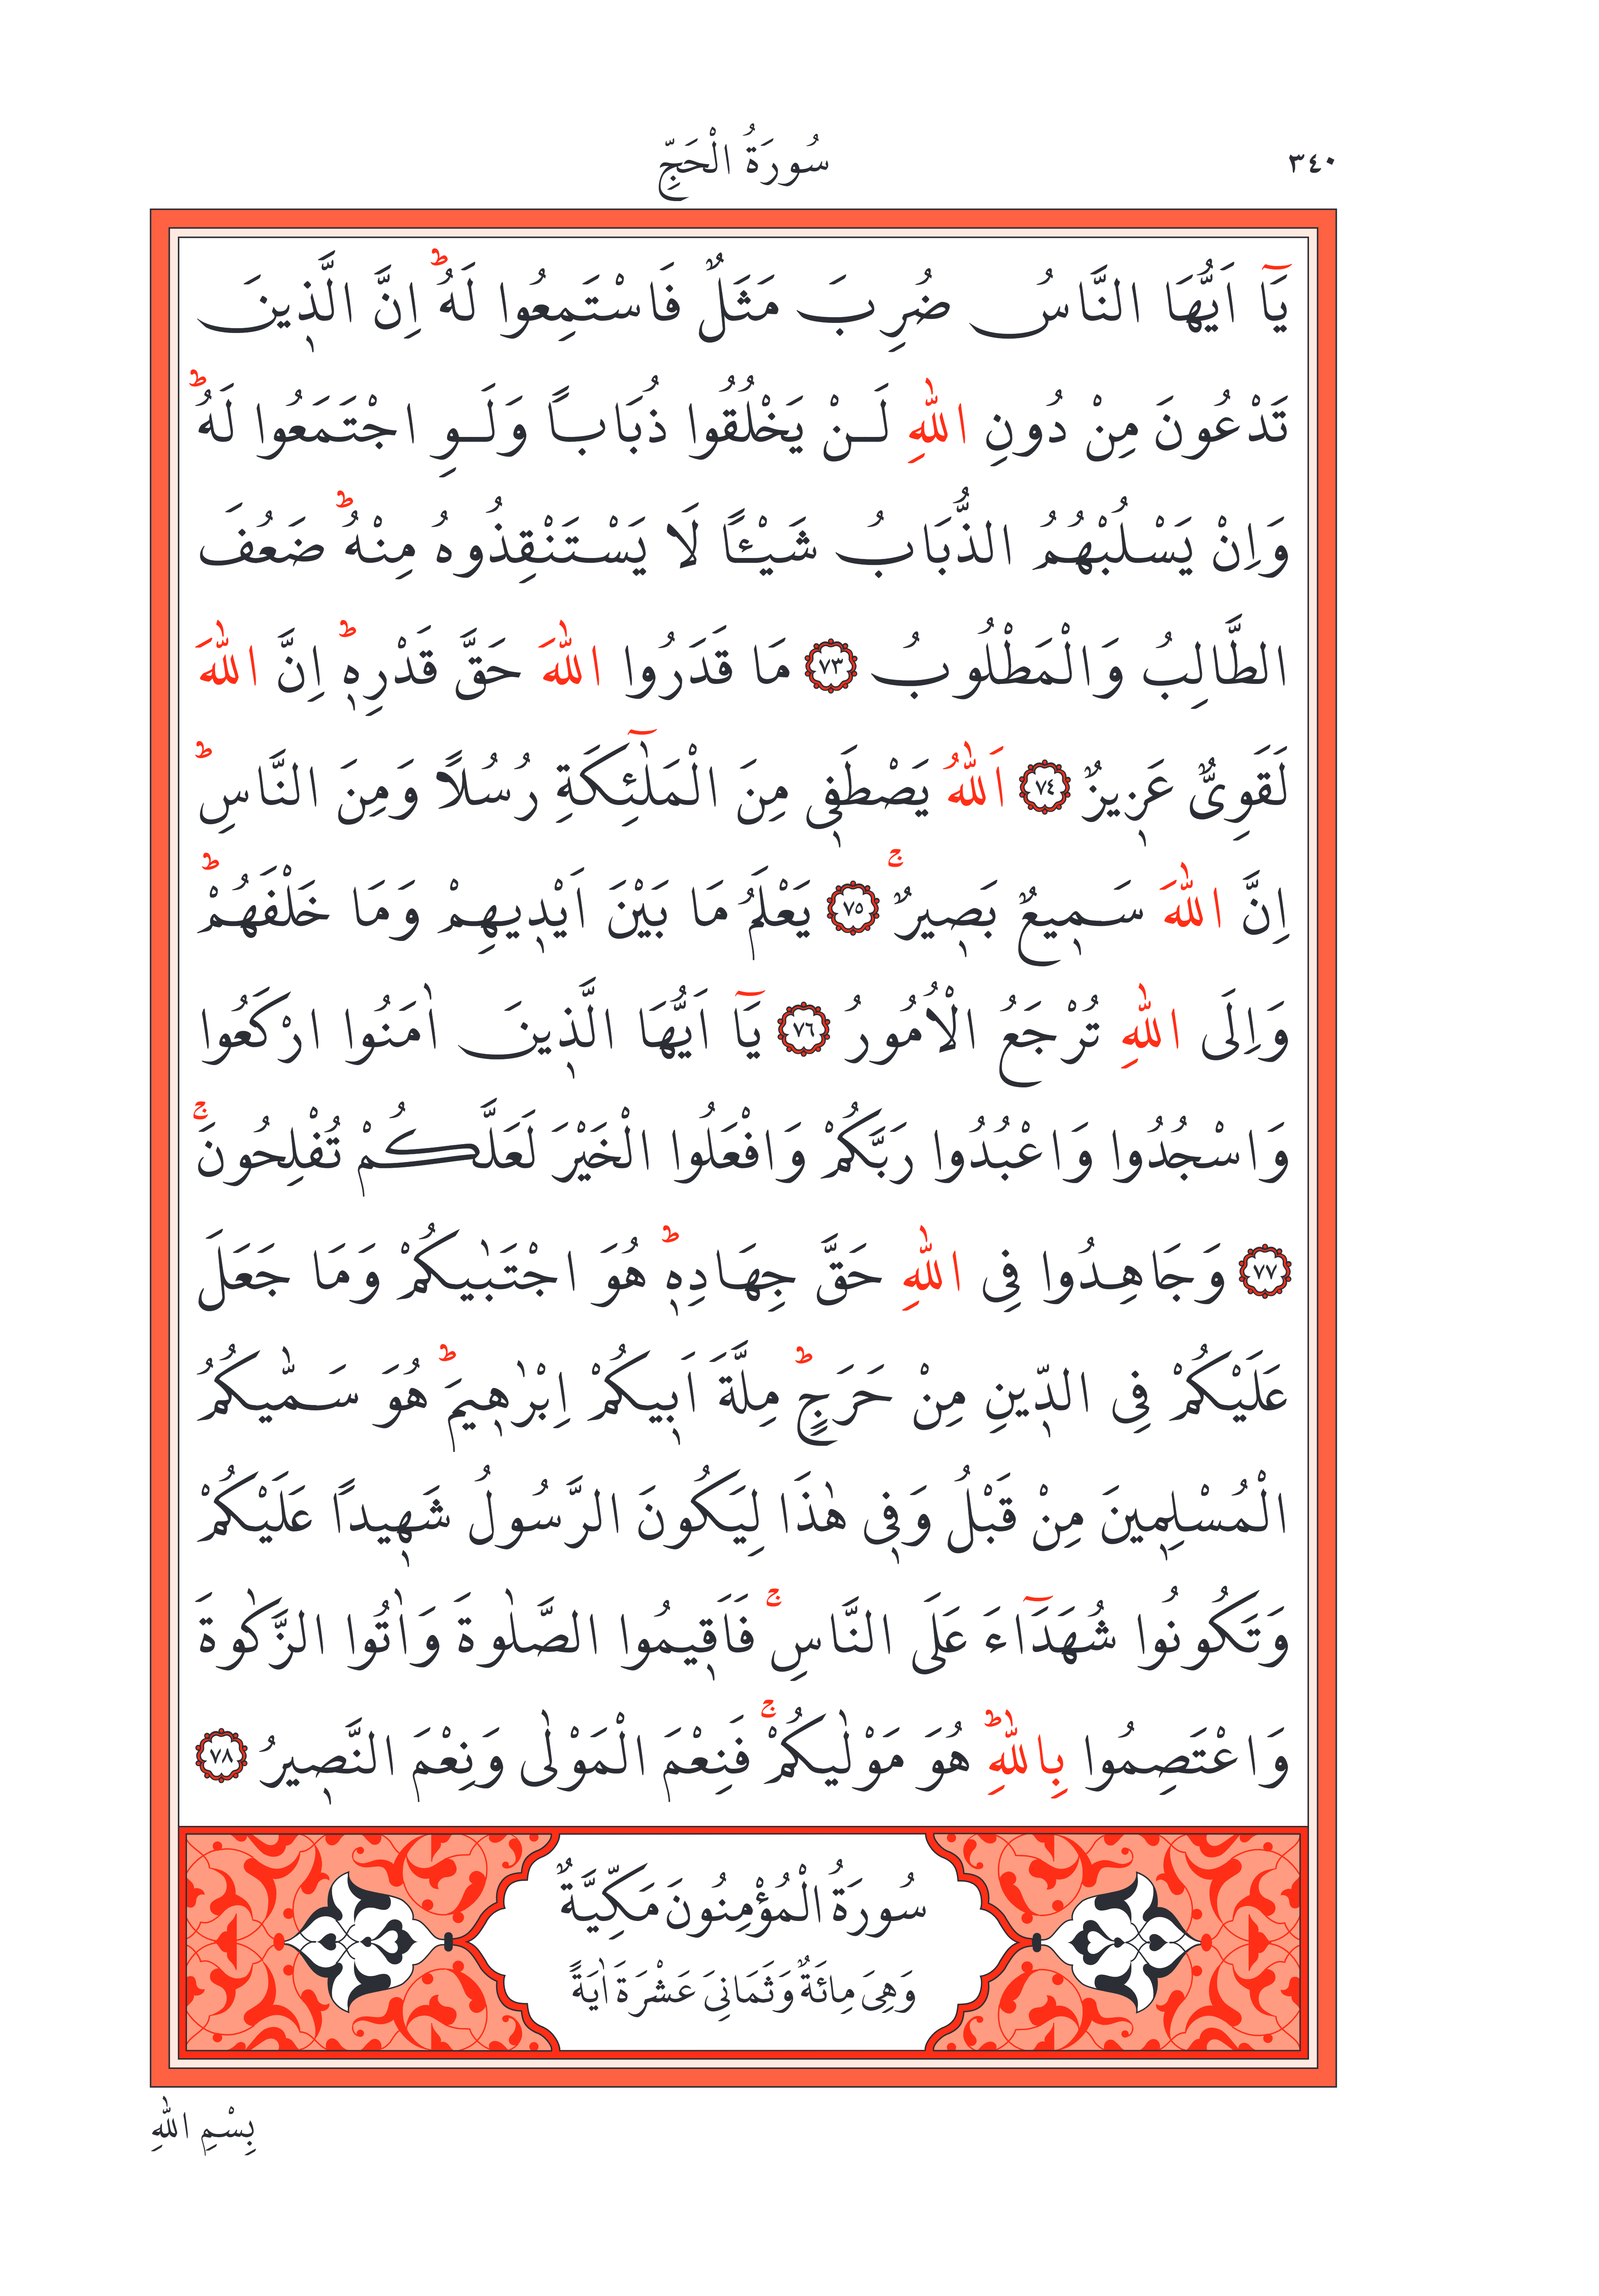 ٣٤٠
سُورَةُ الْحَجِّ
يَٓا اَيُّهَا النَّاسُ ضُرِبَ مَثَلٌ فَاسْتَمِعُوا لَهُۜ اِنَّ الَّذ۪ينَ
تَدْعُونَ مِنْ دُونِ اللّٰهِ لَنْ يَخْلُقُوا ذُبَاباً وَلَوِ اجْتَمَعُوا لَهُۜ
وَاِنْ يَسْلُبْهُمُ الذُّبَابُ شَيْـٔاً لَا يَسْتَنْقِذُوهُ مِنْهُۜ ضَعُفَ
الطَّالِبُ وَالْمَطْلُوبُ ﴿٧٣﴾ مَا قَدَرُوا اللّٰهَ حَقَّ قَدْرِه۪ۜ اِنَّ اللّٰهَ
لَقَوِيٌّ عَز۪يزٌ ﴿٧٤﴾ اَللّٰهُ يَصْطَف۪ي مِنَ الْمَلٰٓئِكَةِ رُسُلاً وَمِنَ النَّاسِۜ
اِنَّ اللّٰهَ سَم۪يعٌ بَص۪يرٌۚ ﴿٧٥﴾ يَعْلَمُ مَا بَيْنَ اَيْد۪يهِمْ وَمَا خَلْفَهُمْۜ
وَاِلَى اللّٰهِ تُرْجَعُ الْاُمُورُ ﴿٧٦﴾ يَٓا اَيُّهَا الَّذ۪ينَ اٰمَنُوا ارْكَعُوا
وَاسْجُدُوا وَاعْبُدُوا رَبَّكُمْ وَافْعَلُوا الْخَيْرَ لَعَلَّكُمْ تُفْلِحُونَۚ
﴿٧٧﴾ وَجَاهِدُوا فِي اللّٰهِ حَقَّ جِهَادِه۪ۜ هُوَ اجْتَبٰيكُمْ وَمَا جَعَلَ
عَلَيْكُمْ فِي الدّ۪ينِ مِنْ حَرَجٍۜ مِلَّةَ اَب۪يكُمْ اِبْرٰه۪يمَۜ هُوَ سَمّٰيكُمُ
الْمُسْلِم۪ينَ مِنْ قَبْلُ وَف۪ي هٰذَا لِيَكُونَ الرَّسُولُ شَه۪يداً عَلَيْكُمْ
وَتَكُونُوا شُهَدَٓاءَ عَلَى النَّاسِۚ فَاَق۪يمُوا الصَّلٰوةَ وَاٰتُوا الزَّكٰوةَ
وَاعْتَصِمُوا بِاللّٰهِۜ هُوَ مَوْلٰيكُمْۚ فَنِعْمَ الْمَوْلٰى وَنِعْمَ النَّص۪يرُ ﴿٧٨﴾
سُورَةُ الْمُؤْمِنُونَ مَكِّيَّةٌ
وَهِيَ مِائَةٌ وَثَمَانِيَ عَشْرَةَ اٰيَةً
بِسْمِ اللّٰهِ